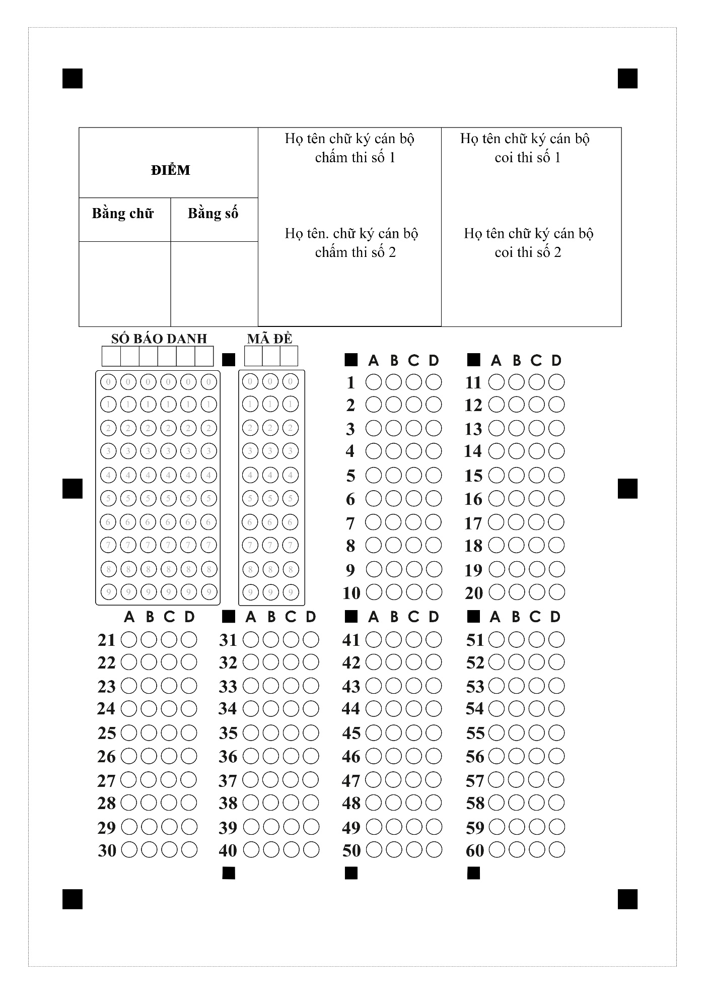 Họ tên chữ ký cán bộ
chấm thi số 1
Họ tên chữ ký cán bộ
coi thi số 1
ĐIỂM
Bằng chữ Bằng số
Họ tên. chữ ký cán bộ
chấm thi số 2
Họ tên chữ ký cán bộ
coi thi số 2
SỐ BÁO DANH MÃ ĐỀ
A B C D A B C D
0 0 0 0 0 0 0 0 0 1 11
1 1 1 1 1 1 1 1 1 2 12
2 2 2 2 2 2 2 2 2 3 13
3 3 3 3 3 3 3 3 3 4 14
4 4 4 4 4 4 4 4 4 5 15
5 5 5 5 5 5 5 5 5 6 16
6 6 6 6 6 6 6 6 6 7 17
7 7 7 7 7 7 7 7 7 8 18
8 8 8 8 8 8 8 8 8 9 19
9 9 9 9 9 9 9 9 9 10 20
A B C D A B C D A B C D A B C D
21 31 41 51
22 32 42 52
23 33 43 53
24 34 44 54
25 35 45 55
26 36 46 56
27 37 47 57
28 38 48 58
29 39 49 59
30 40 50 60